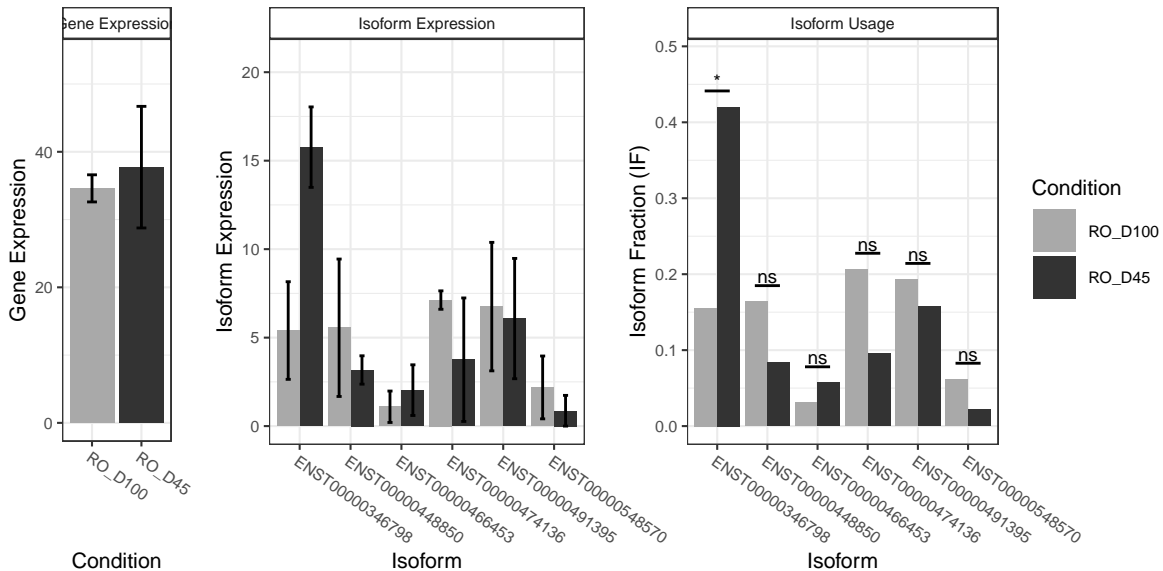 Gene Expression
Isoform Expression
Isoform Usage
Gene Expression
0
20
40
RO_D100
RO_D45
Condition
Isoform Expression
0
5
10
15
20
ENST00000346798
ENST00000448850
ENST00000466453
ENST00000474136
ENST00000491395
ENST00000548570
Isoform
Isoform Fraction (IF)
0.0
0.1
0.2
0.3
0.4
0.5
*
ns
ns
ns
ns
ns
ENST00000346798
ENST00000448850
ENST00000466453
ENST00000474136
ENST00000491395
ENST00000548570
Isoform
Condition
RO_D100
RO_D45